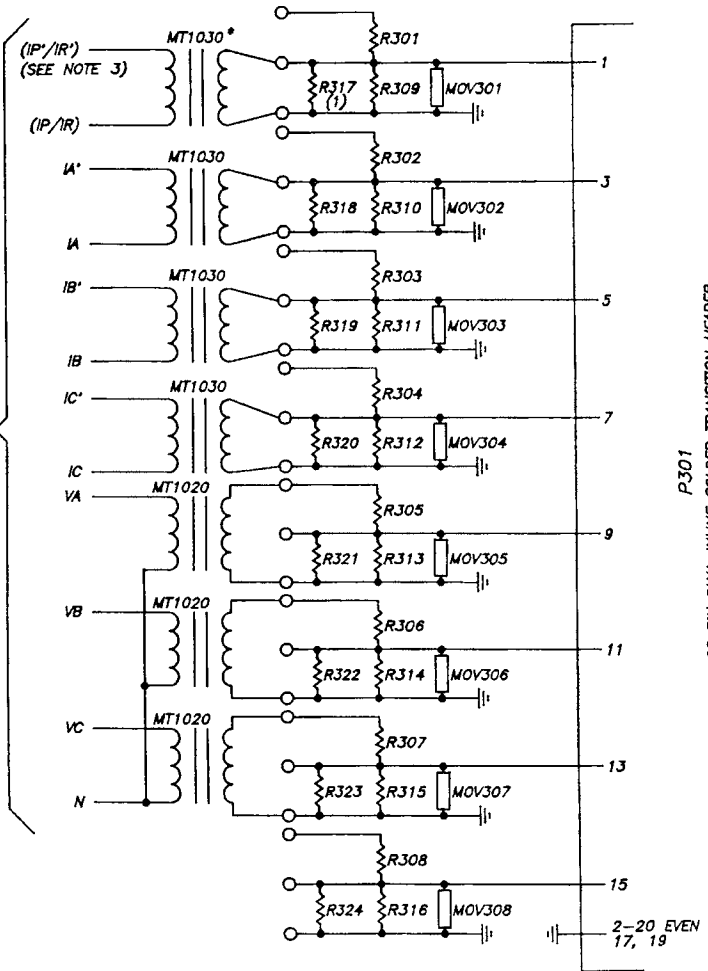 (IP'/IR')
(SEE NOTE 3)
(IP/IR)
MT1030*
R301
R317
(1)
R309
MOV301
1
IA'
IA
MT1030
R302
R318
R310
MOV302
3
IB'
IB
MT1030
R303
R319
R311
MOV303
5
IC'
IC
MT1030
R304
R320
R312
MOV304
7
VA
MT1020
R305
R321
R313
MOV305
9
VB
MT1020
R306
R322
R314
MOV306
11
VC
N
MT1020
R307
R323
R315
MOV307
13
R308
R324
R316
MOV308
15
2-20 EVEN
17, 19
P301
SOLDER TRANSITION HEADER